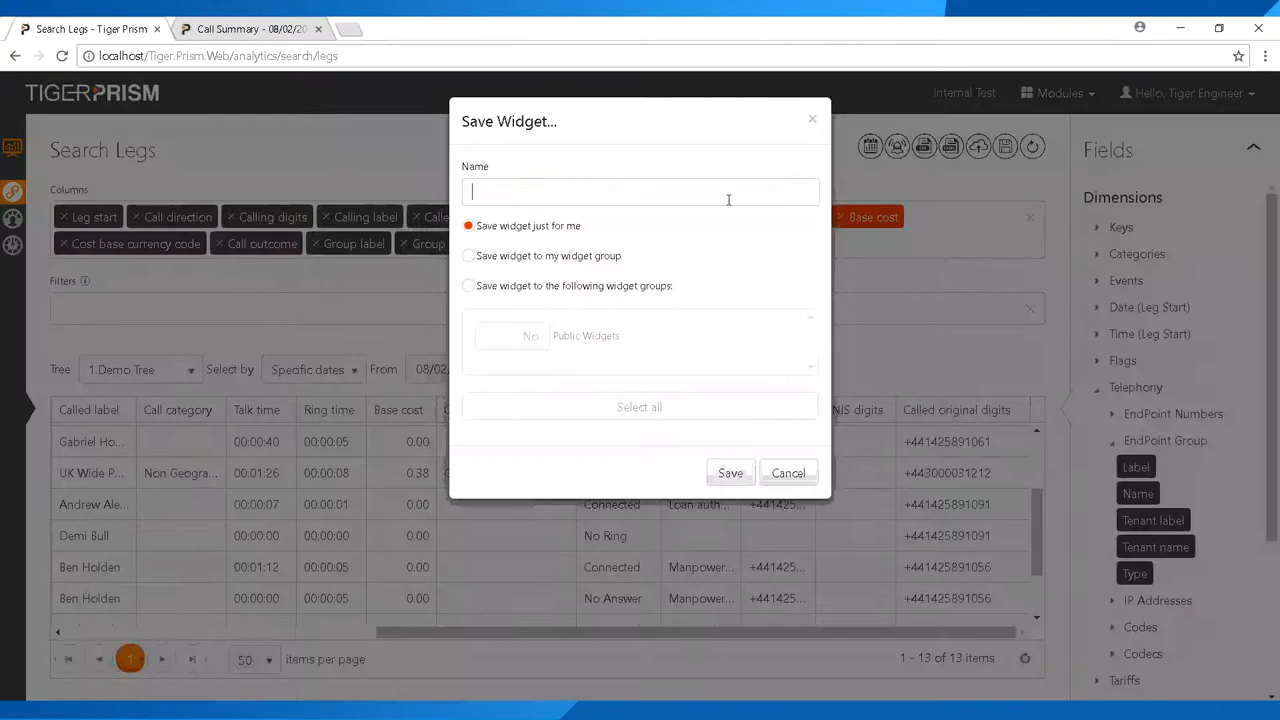 Search Legs - Tiger Prism
Call Summary - 08/02/20
localhost/Tiger.Prism.Web/analytics/search/legs
TIGERPRISM
Internal Test
Modules
Hello, Tiger Engineer
Search Legs
Columns
Leg start
Call direction
Calling digits
Calling label
Calle
Base cost
Cost base currency code
Call outcome
Group label
Group
Filters
Tree
1.Demo Tree
Select by
Specific dates
From
08/02
Called label
Call category
Talk time
Ring time
Base cost
NIS digits
Called original digits
Gabriel Ho...
00:00:40
00:00:05
0.00
+441425891061
UK Wide P...
Non Geogra...
00:01:26
00:00:08
0.38
+443000031212
Andrew Ale...
00:00:07
00:00:01
0.00
Connected
Loan auth...
+441425...
+441425891091
Demi Bull
00:00:00
00:00:00
0.00
No Ring
+441425891091
Ben Holden
00:01:12
00:00:05
0.00
Connected
Manpower...
+441425...
+441425891056
Ben Holden
00:00:00
00:00:05
0.00
No Answer
Manpower...
+441425...
+441425891056
1
50
items per page
1 - 13 of 13 items
Save Widget...
Name
Save widget just for me
Save widget to my widget group
Save widget to the following widget groups:
No
Public Widgets
Select all
Save
Cancel
Fields
Dimensions
Keys
Categories
Events
Date (Leg Start)
Time (Leg Start)
Flags
Telephony
EndPoint Numbers
EndPoint Group
Label
Name
Tenant label
Tenant name
Type
IP Addresses
Codes
Codecs
Tariffs